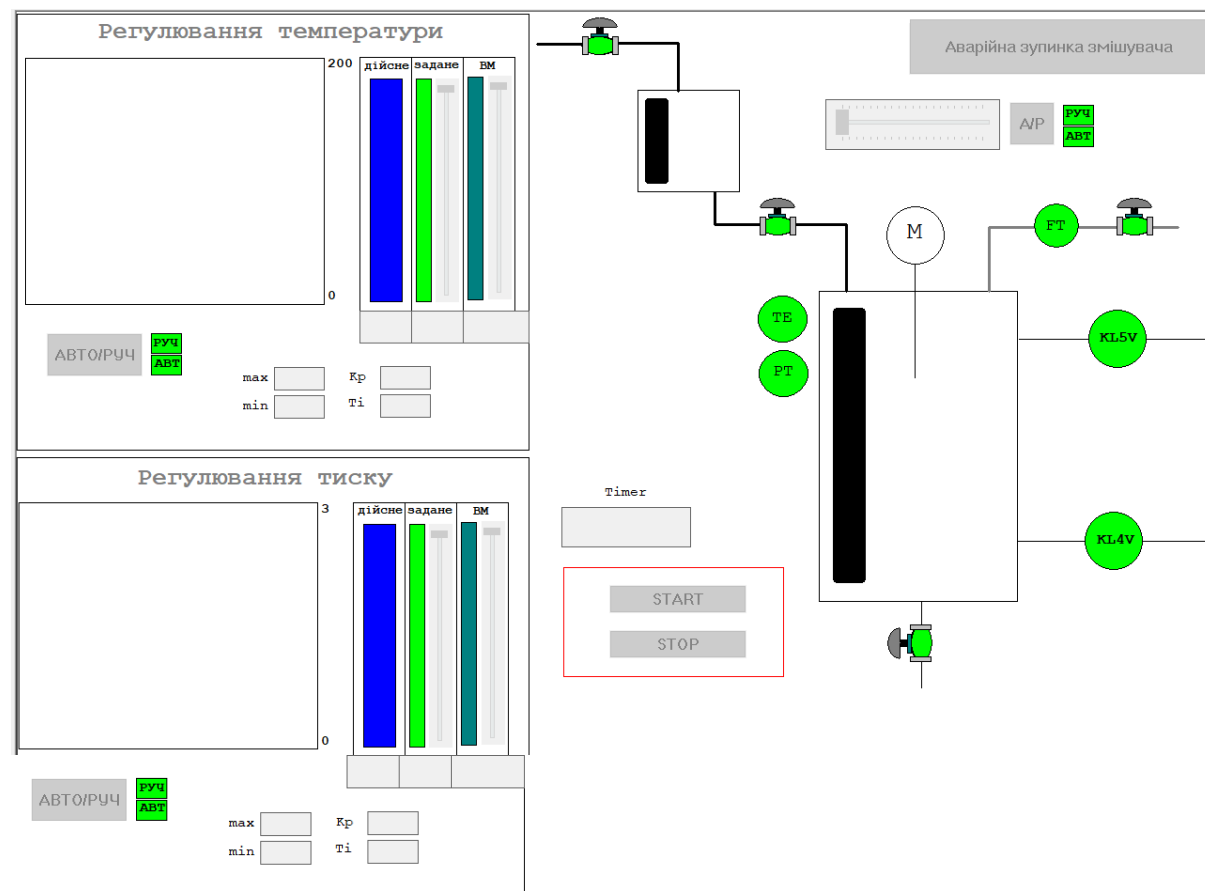 Регулювання температури
200
0
дійсне
задане
ВМ
АВТО/РУЧ
РУЧ
АВТ
max
Kp
min
Ti
Регулювання тиску
3
0
дійсне
задане
ВМ
АВТО/РУЧ
РУЧ
АВТ
max
Kp
min
Ti
Timer
START
STOP
Аварійна зупинка змішувача
А/Р
РУЧ
АВТ
M
FT
TE
PT
KL5V
KL4V